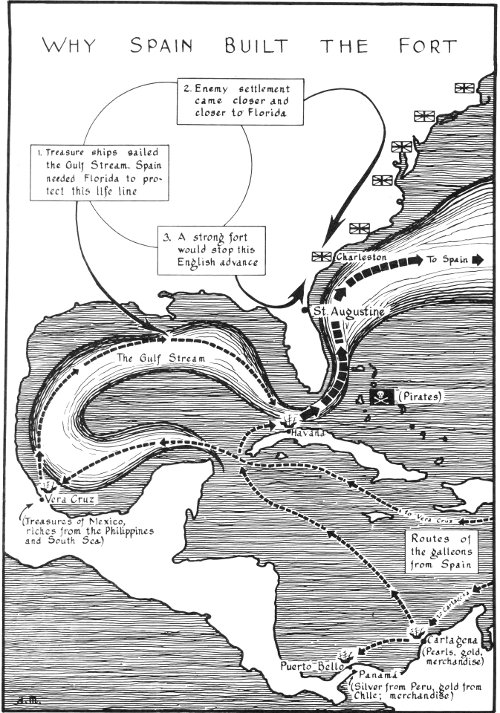 WHY SPAIN BUILT THE FORT
2. Enemy settlement
came closer and
closer to Florida
1. Treasure ships sailed
the Gulf Stream. Spain
needed Florida to pro-
tect this life line
3. A strong fort
would stop this
English advance
Charleston
To Spain
St. Augustine
The Gulf Stream
(Pirates)
Havana
Vera Cruz
(Treasures of Mexico,
riches from the Philippines
and South Sea)
To Vera Cruz
Routes of
the galleons
from Spain
to Cartagena
Cartagena
(Pearls, gold,
merchandise)
Puerto Bello
Panama
(Silver from Peru, gold from
Chile; merchandise)